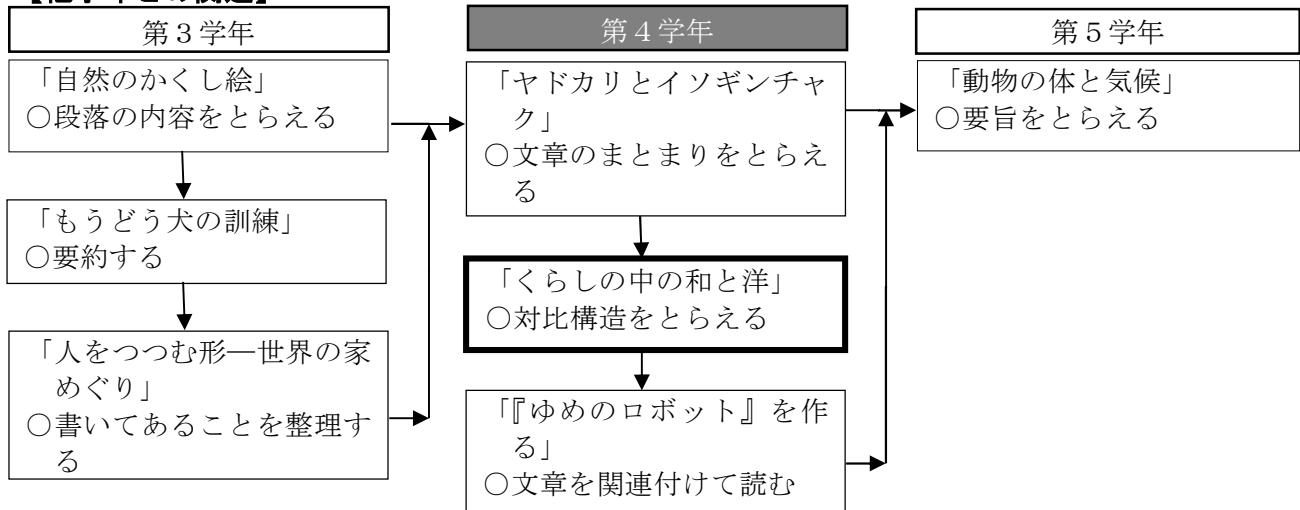 第３学年
「自然のかくし絵」
○段落の内容をとらえる
「もうどう犬の訓練」
○要約する
「人をつつむ形―世界の家
めぐり」
○書いてあることを整理す
る
第４学年
「ヤドカリとイソギンチャ
ク」
○文章のまとまりをとらえ
る
「くらしの中の和と洋」
○対比構造をとらえる
「『ゆめのロボット』を作
る」
○文章を関連付けて読む
第５学年
「動物の体と気候」
○要旨をとらえる